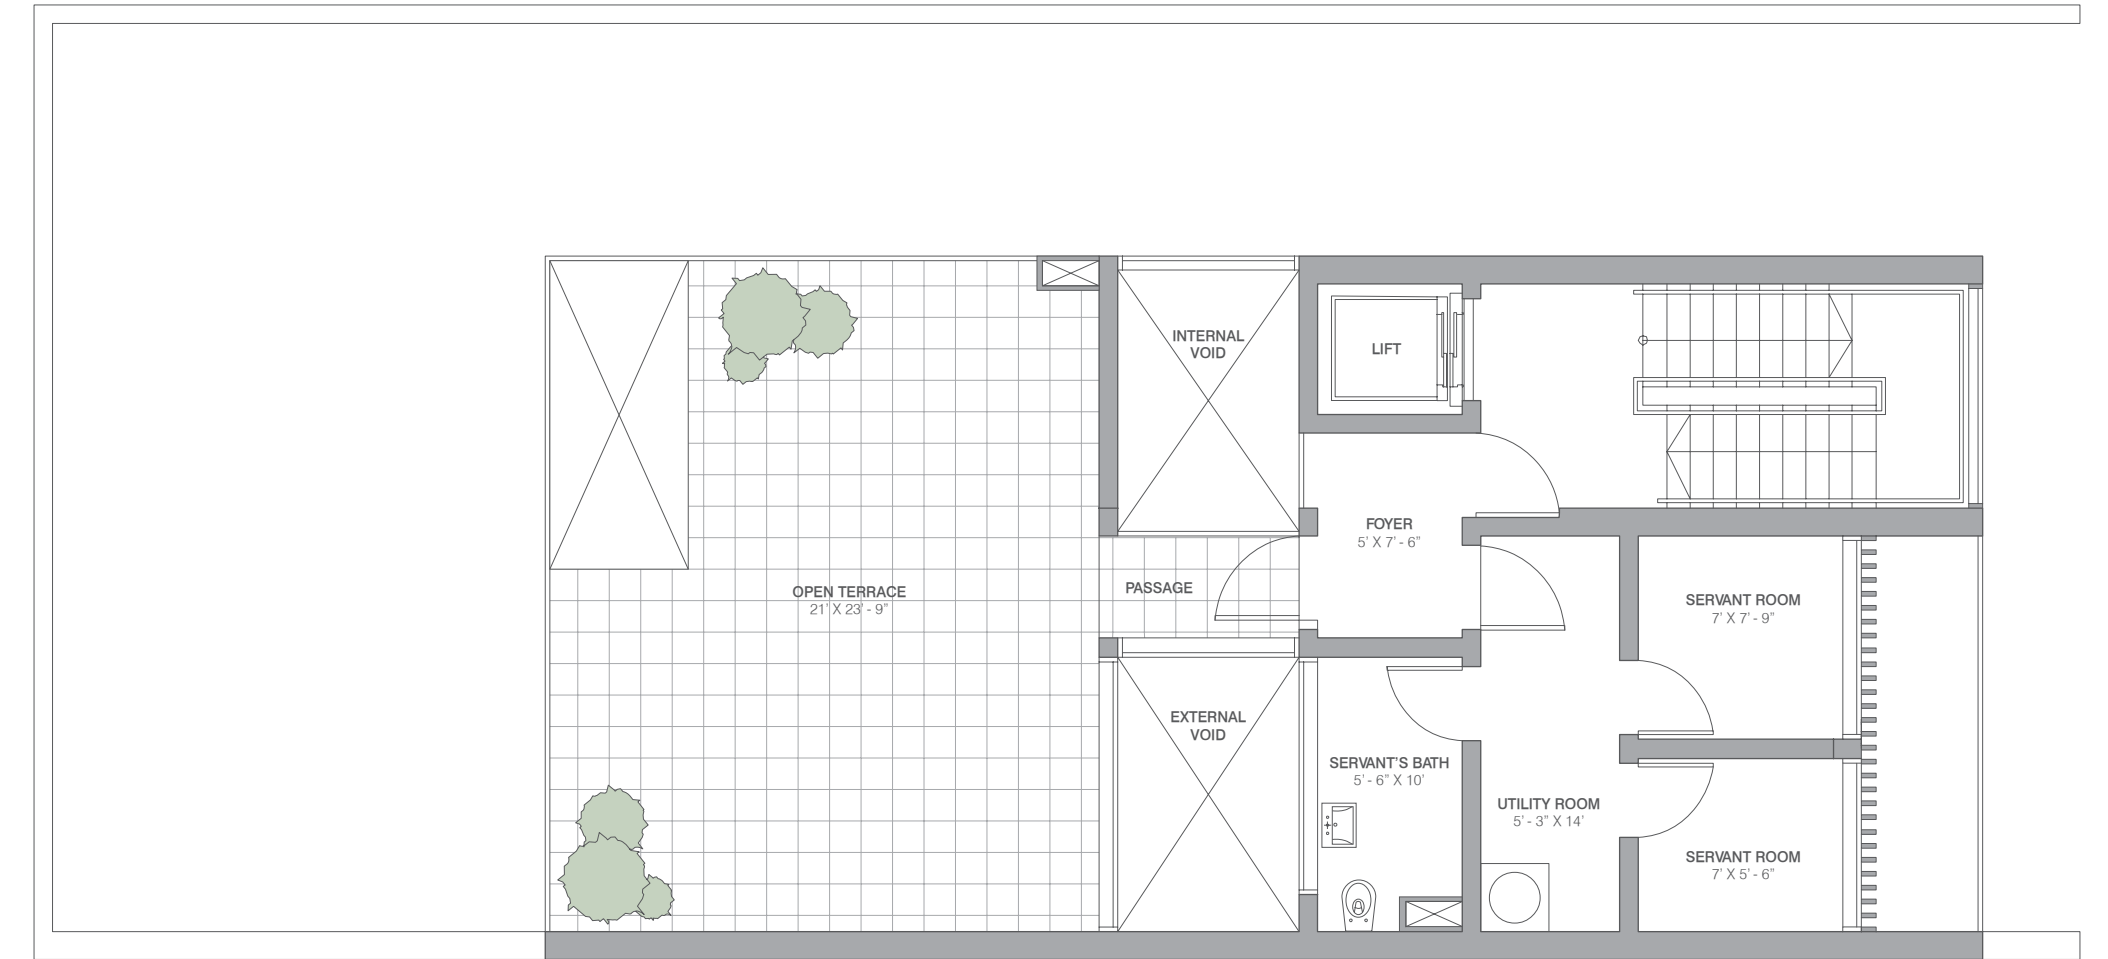 INTERNAL
VOID
LIFT
FOYER
5' X 7' - 6"
OPEN TERRACE
21' X 23' - 9"
PASSAGE
SERVANT ROOM
7' X 7' - 9"
EXTERNAL
VOID
SERVANT'S BATH
5' - 6" X 10'
UTILITY ROOM
5' - 3" X 14'
SERVANT ROOM
7' X 5' - 6"